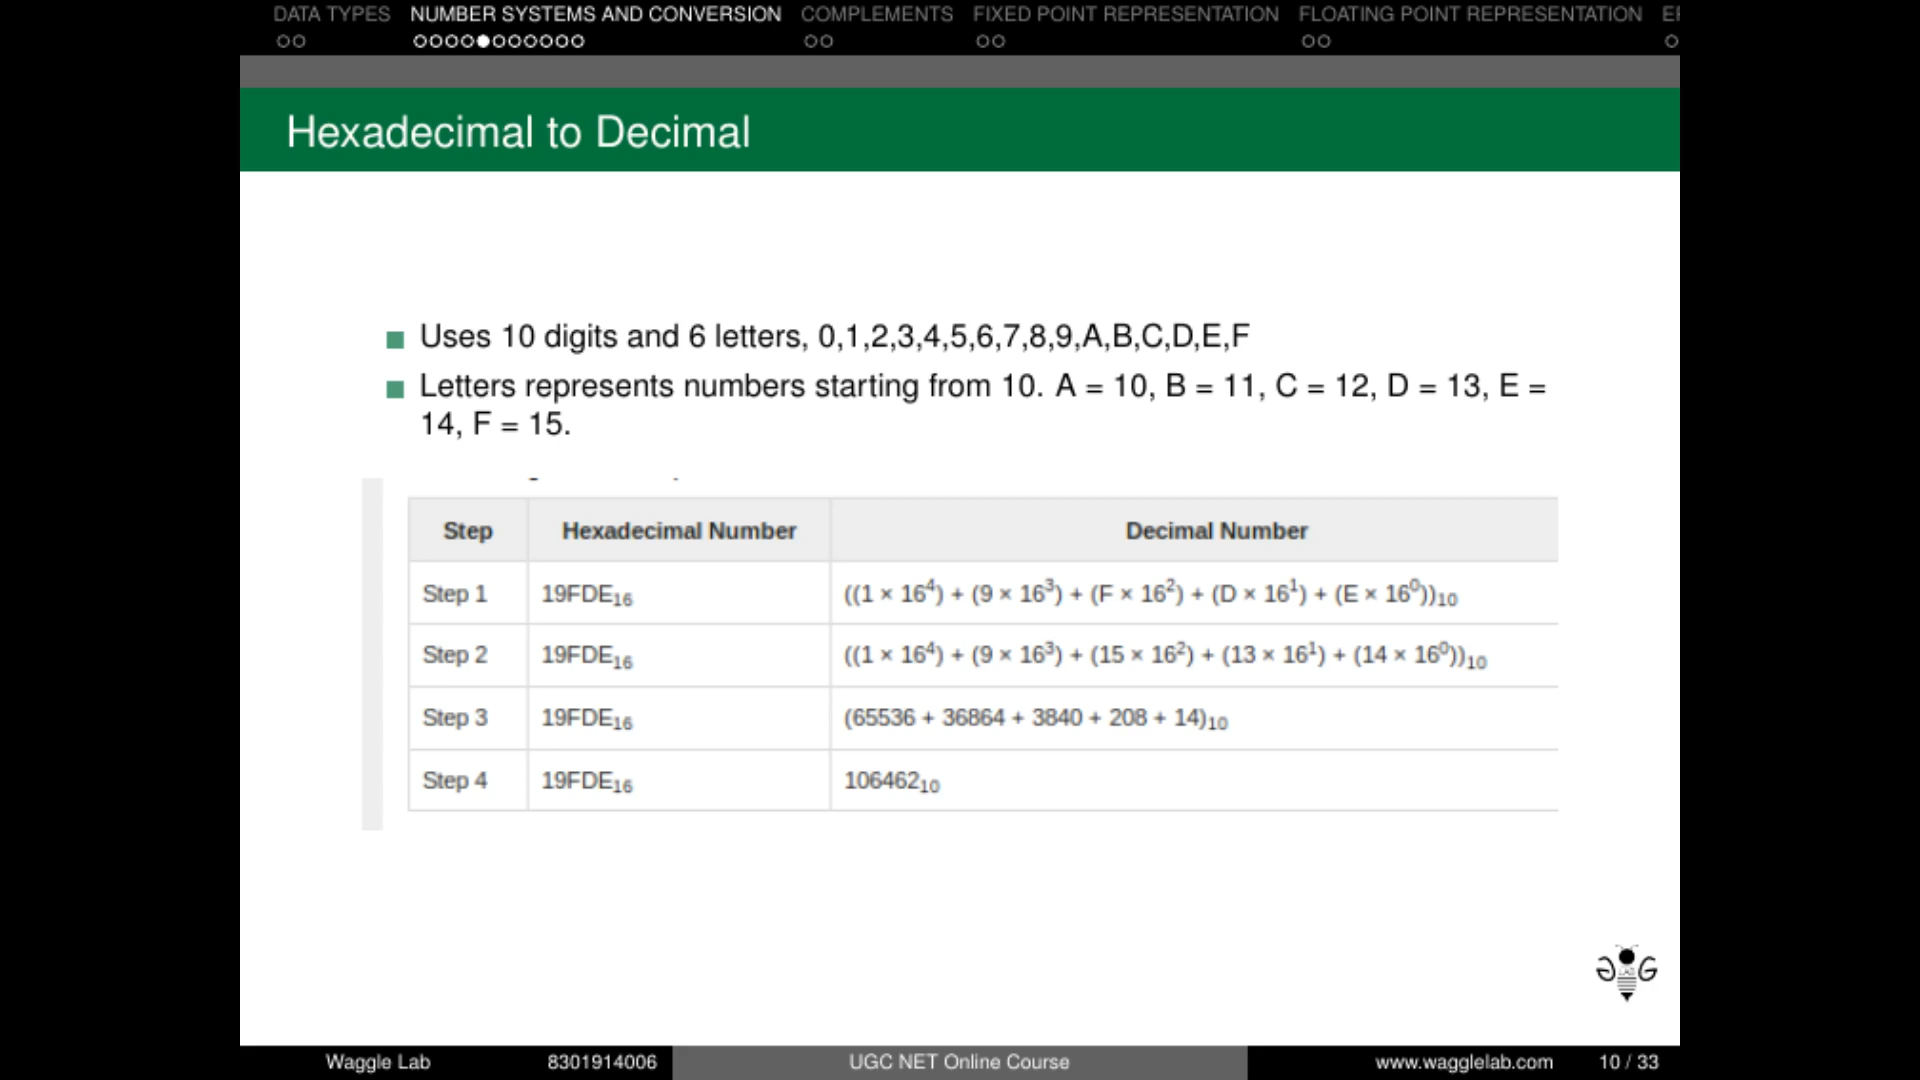 DATA TYPES NUMBER SYSTEMS AND CONVERSION COMPLEMENTS FIXED POINT REPRESENTATION FLOATING POINT REPRESENTATION
Hexadecimal to Decimal
Uses 10 digits and 6 letters, 0,1,2,3,4,5,6,7,8,9,A,B,C,D,E,F
Letters represents numbers starting from 10. A = 10, B = 11, C = 12, D = 13, E =
14, F = 15.
Step Hexadecimal Number Decimal Number
Step 1 19FDE₁₆ ((1 × 16⁴) + (9 × 16³) + (F × 16²) + (D × 16¹) + (E × 16⁰))₁₀
Step 2 19FDE₁₆ ((1 × 16⁴) + (9 × 16³) + (15 × 16²) + (13 × 16¹) + (14 × 16⁰))₁₀
Step 3 19FDE₁₆ (65536 + 36864 + 3840 + 208 + 14)₁₀
Step 4 19FDE₁₆ 106462₁₀
Waggle Lab 8301914006 UGC NET Online Course www.wagglelab.com 10 / 33